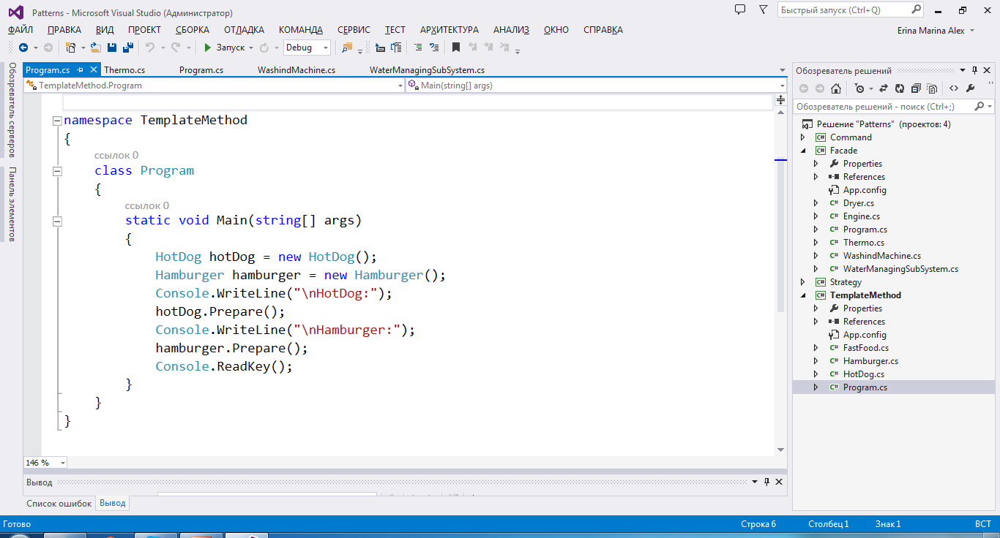 Patterns - Microsoft Visual Studio (Администратор)
Быстрый запуск (Ctrl+Q)
ФАЙЛ ПРАВКА ВИД ПРОЕКТ СБОРКА ОТЛАДКА КОМАНДА СЕРВИС ТЕСТ АРХИТЕКТУРА АНАЛИЗ ОКНО СПРАВКА
Erina Marina Alex
Запуск Debug
Обозреватель серверов
Панель элементов
Program.cs Thermo.cs Program.cs WashindMachine.cs WaterManagingSubSystem.cs
TemplateMethod.Program Main(string[] args)
namespace TemplateMethod
{
ссылок 0
class Program
{
ссылок 0
static void Main(string[] args)
{
HotDog hotDog = new HotDog();
Hamburger hamburger = new Hamburger();
Console.WriteLine("\nHotDog:");
hotDog.Prepare();
Console.WriteLine("\nHamburger:");
hamburger.Prepare();
Console.ReadKey();
}
}
}
146 %
Вывод
Список ошибок Вывод
Обозреватель решений
Обозреватель решений - поиск (Ctrl+;)
Решение "Patterns" (проектов: 4)
C# Command
C# Facade
Properties
References
App.config
C# Dryer.cs
C# Engine.cs
C# Program.cs
C# Thermo.cs
C# WashindMachine.cs
C# WaterManagingSubSystem.cs
C# Strategy
C# TemplateMethod
Properties
References
App.config
C# FastFood.cs
C# Hamburger.cs
C# HotDog.cs
C# Program.cs
Готово Строка 6 Столбец 1 Знак 1 ВСТ